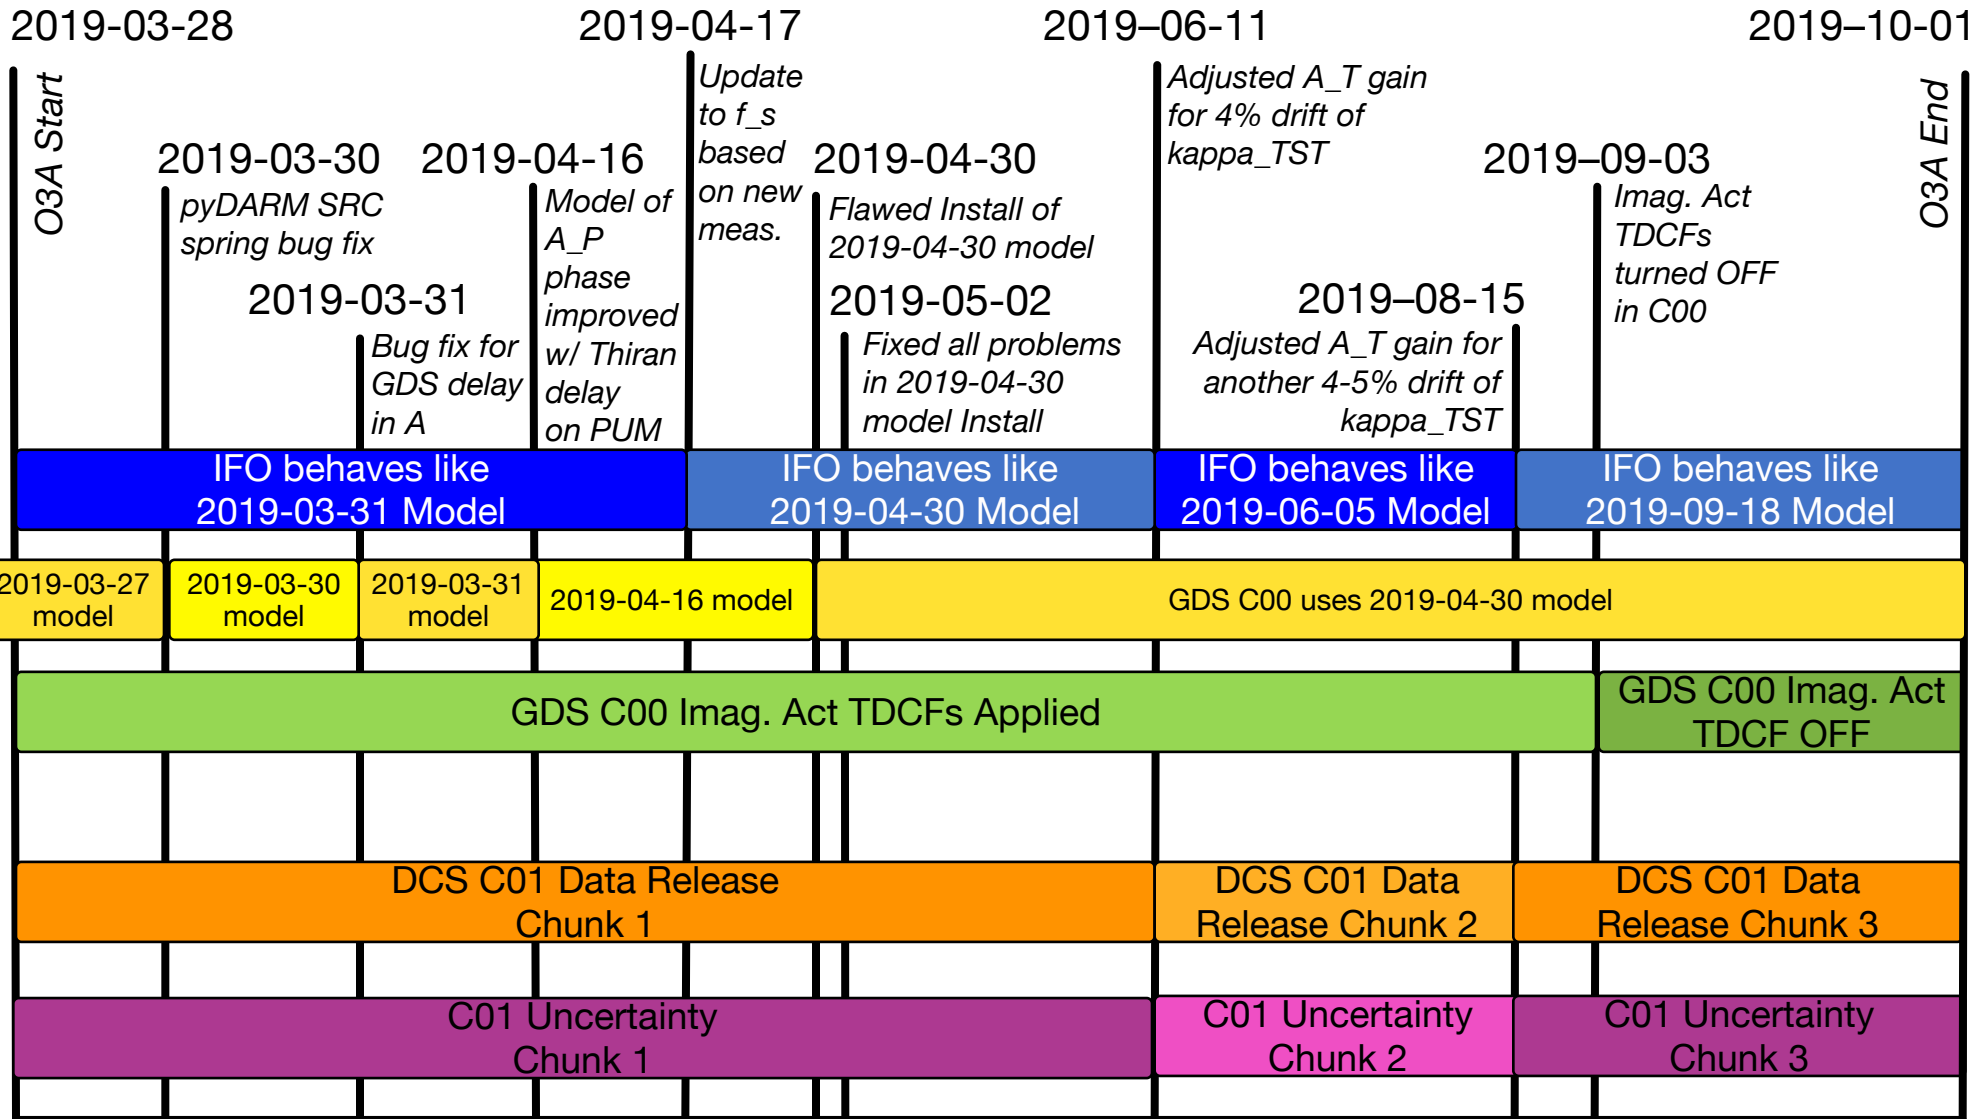 2019-03-28
2019-04-17
2019–06-11
2019–10-01
O3A Start
Update
to f_s
based
on new
meas.
Adjusted A_T gain
for 4% drift of
kappa_TST
O3A End
2019-03-30
pyDARM SRC
spring bug fix
2019-04-16
Model of
A_P
phase
improved
w/ Thiran
delay
on PUM
2019-04-30
Flawed Install of
2019-04-30 model
2019–09-03
Imag. Act
TDCFs
turned OFF
in C00
2019-03-31
Bug fix for
GDS delay
in A
2019-05-02
Fixed all problems
in 2019-04-30
model Install
2019–08-15
Adjusted A_T gain for
another 4-5% drift of
kappa_TST
IFO behaves like
2019-03-31 Model
IFO behaves like
2019-04-30 Model
IFO behaves like
2019-06-05 Model
IFO behaves like
2019-09-18 Model
2019-03-27
model
2019-03-30
model
2019-03-31
model
2019-04-16 model
GDS C00 uses 2019-04-30 model
GDS C00 Imag. Act TDCFs Applied
GDS C00 Imag. Act
TDCF OFF
DCS C01 Data Release
Chunk 1
DCS C01 Data
Release Chunk 2
DCS C01 Data
Release Chunk 3
C01 Uncertainty
Chunk 1
C01 Uncertainty
Chunk 2
C01 Uncertainty
Chunk 3